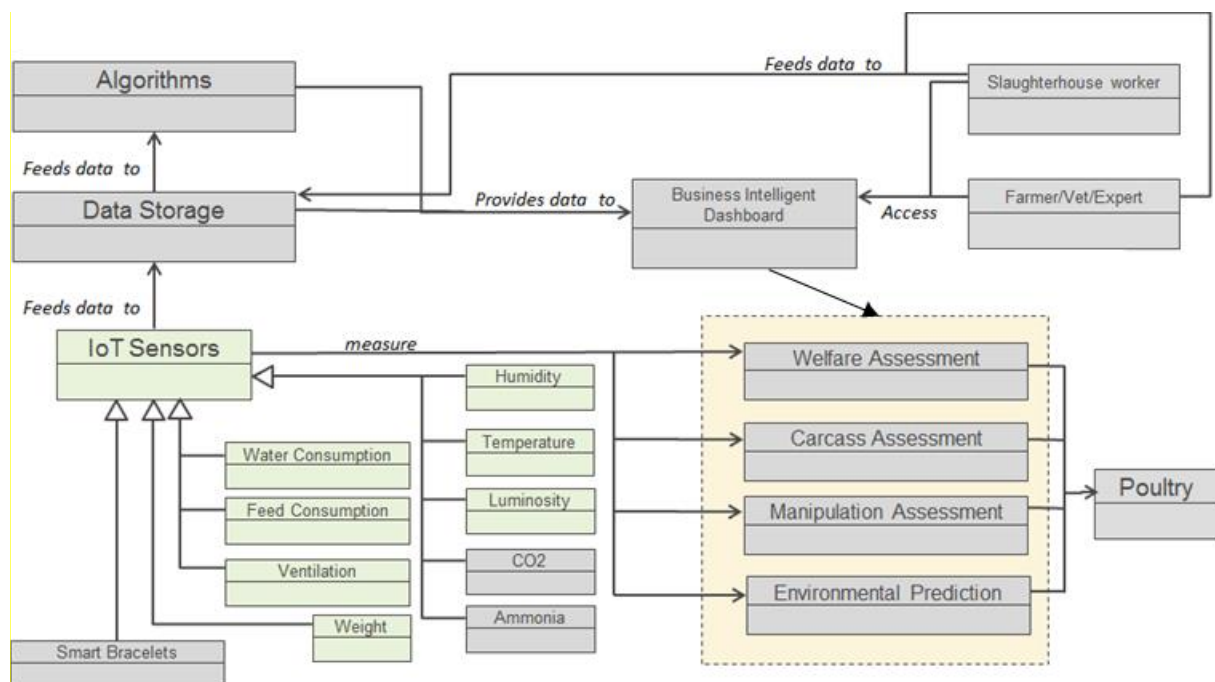 Algorithms
Feeds data to
Slaughterhouse worker
Feeds data to
Data Storage
Provides data to
Business Intelligent
Dashboard
Access
Farmer/Vet/Expert
Feeds data to
IoT Sensors
measure
Welfare Assessment
Humidity
Carcass Assessment
Temperature
Water Consumption
Poultry
Luminosity
Feed Consumption
Manipulation Assessment
CO2
Ventilation
Environmental Prediction
Ammonia
Weight
Smart Bracelets